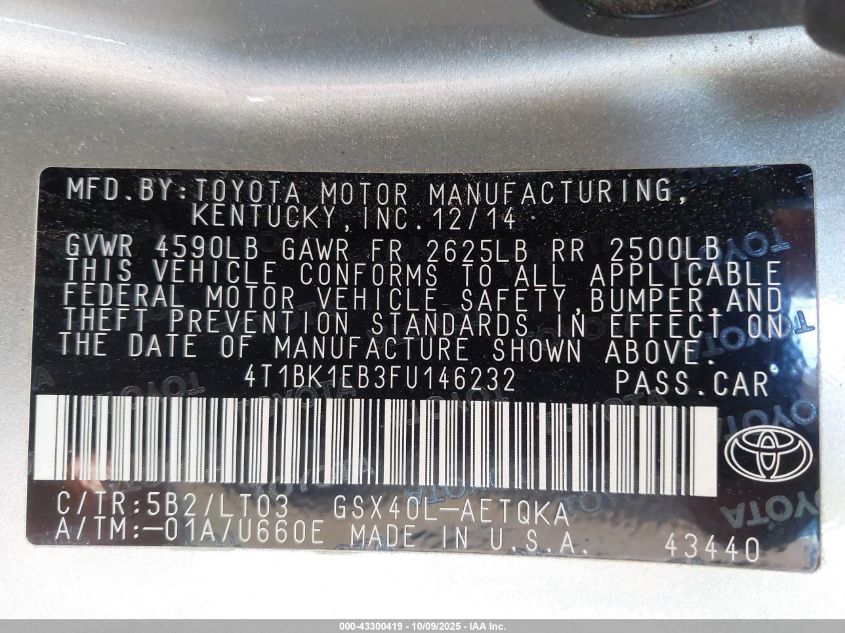 MFD.BY:TOYOTA MOTOR MANUFACTURING,
KENTUCKY,INC.12/14
GVWR 4590LB GAWR FR 2625LB RR 2500LB
THIS VEHICLE CONFORMS TO ALL APPLICABLE
FEDERAL MOTOR VEHICLE SAFETY,BUMPER AND
THEFT PREVENTION STANDARDS IN EFFECT ON
THE DATE OF MANUFACTURE SHOWN ABOVE.
4T1BK1EB3FU146232 PASS.CAR
C/TR:5B2/LT03 GSX40L-AETQKA
A/TM:-01A/U660E MADE IN U.S.A. 43440
TOYOTA
000-43300419 - 10/09/2025 - IAA Inc.